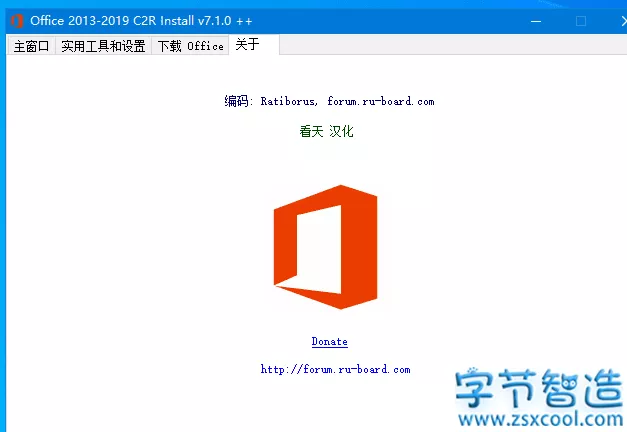 Office 2013-2019 C2R Install v7.1.0 ++
主窗口 实用工具和设置 下载 Office 关于
编码: Ratiborus, forum.ru-board.com
看天 汉化
Donate
http://forum.ru-board.com
字节智造
www.zsxcool.com